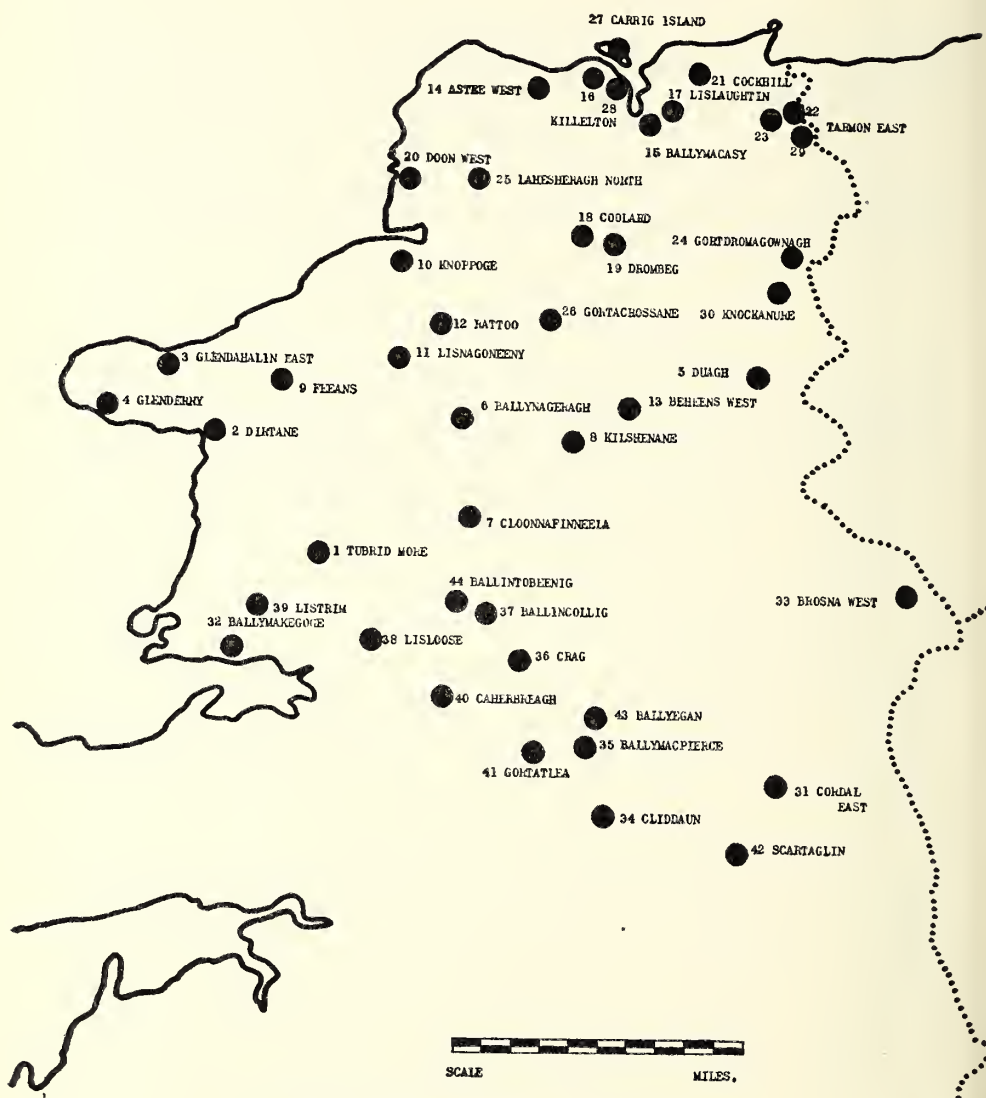 27 CARRIG ISLAND
21 COCKHILL
14 ASTEE WEST
16
28
17 LISLAUGHTIN
KILLELTON
22
23
TARMON EAST
29
15 BALLYMACASY
20 DOON WEST
25 LAHESHERAGH NORTH
18 COOLARD
24 GORTDROMAGOWNAGH
19 DROMBEG
10 KNOPPOGE
30 KNOCKANURE
12 RATTOO
26 GORTACROSSANE
3 GLENDAHALIN EAST
11 LISNAGONEENY
9 FEEANS
5 DUAGH
4 GLENDERRY
6 BALLYNAGERAGH
13 BEHEENS WEST
2 DIRTANE
8 KILSHENANE
7 CLOONNAFINNEELA
1 TUBRID MORE
44 BALLINTOBEENIG
33 BROSNA WEST
39 LISTRIM
37 BALLINCOLLIG
32 BALLYMAKEGOGE
38 LISLOOSE
36 CRAG
40 CAHERBREAGH
43 BALLYEGAN
35 BALLYMACPIERCE
41 GORTATLEA
31 CORDAL
EAST
34 CLIDDAUN
42 SCARTAGLIN
SCALE
MILES.